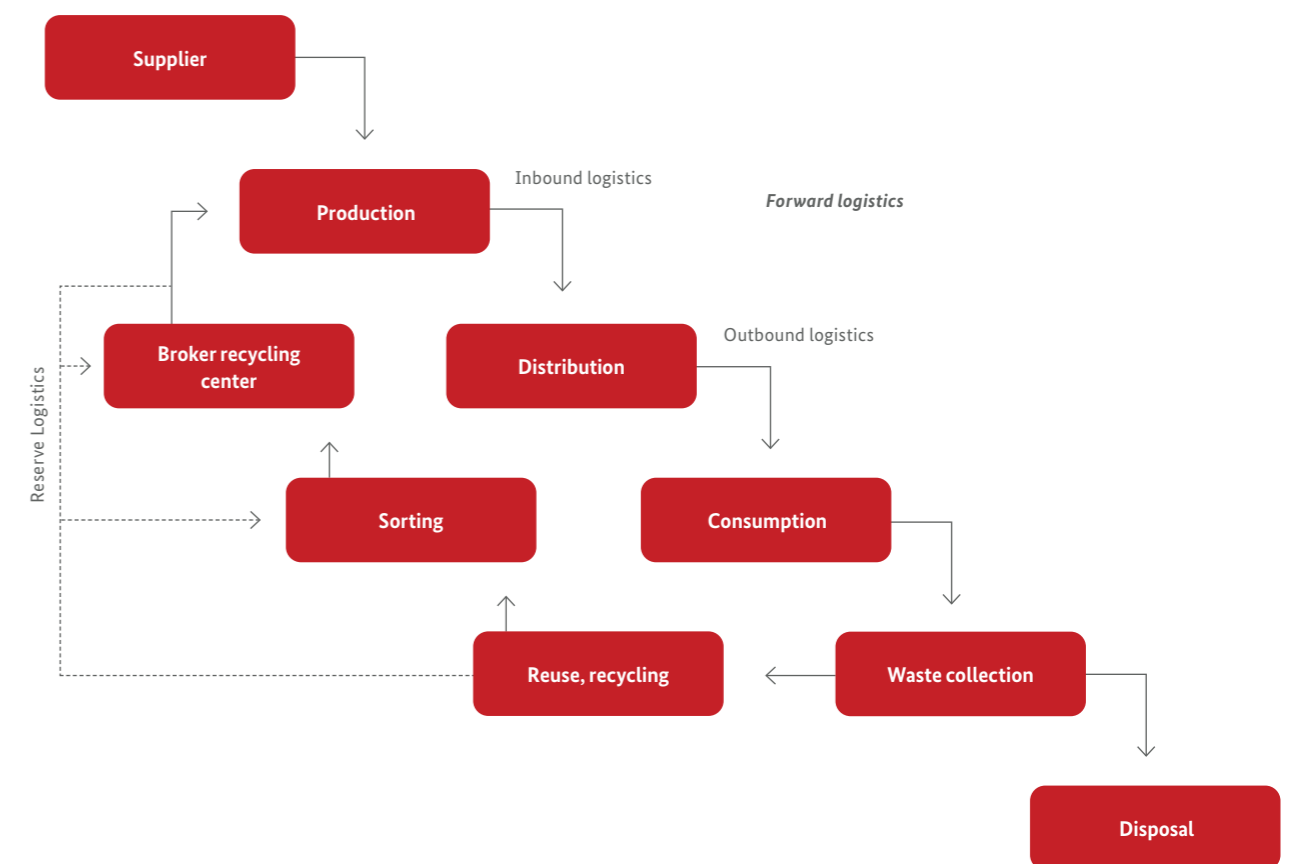 Supplier
Inbound logistics
Production
Forward logistics
Outbound logistics
Broker recycling
center
Distribution
Reserve Logistics
Sorting
Consumption
Reuse, recycling
Waste collection
Disposal